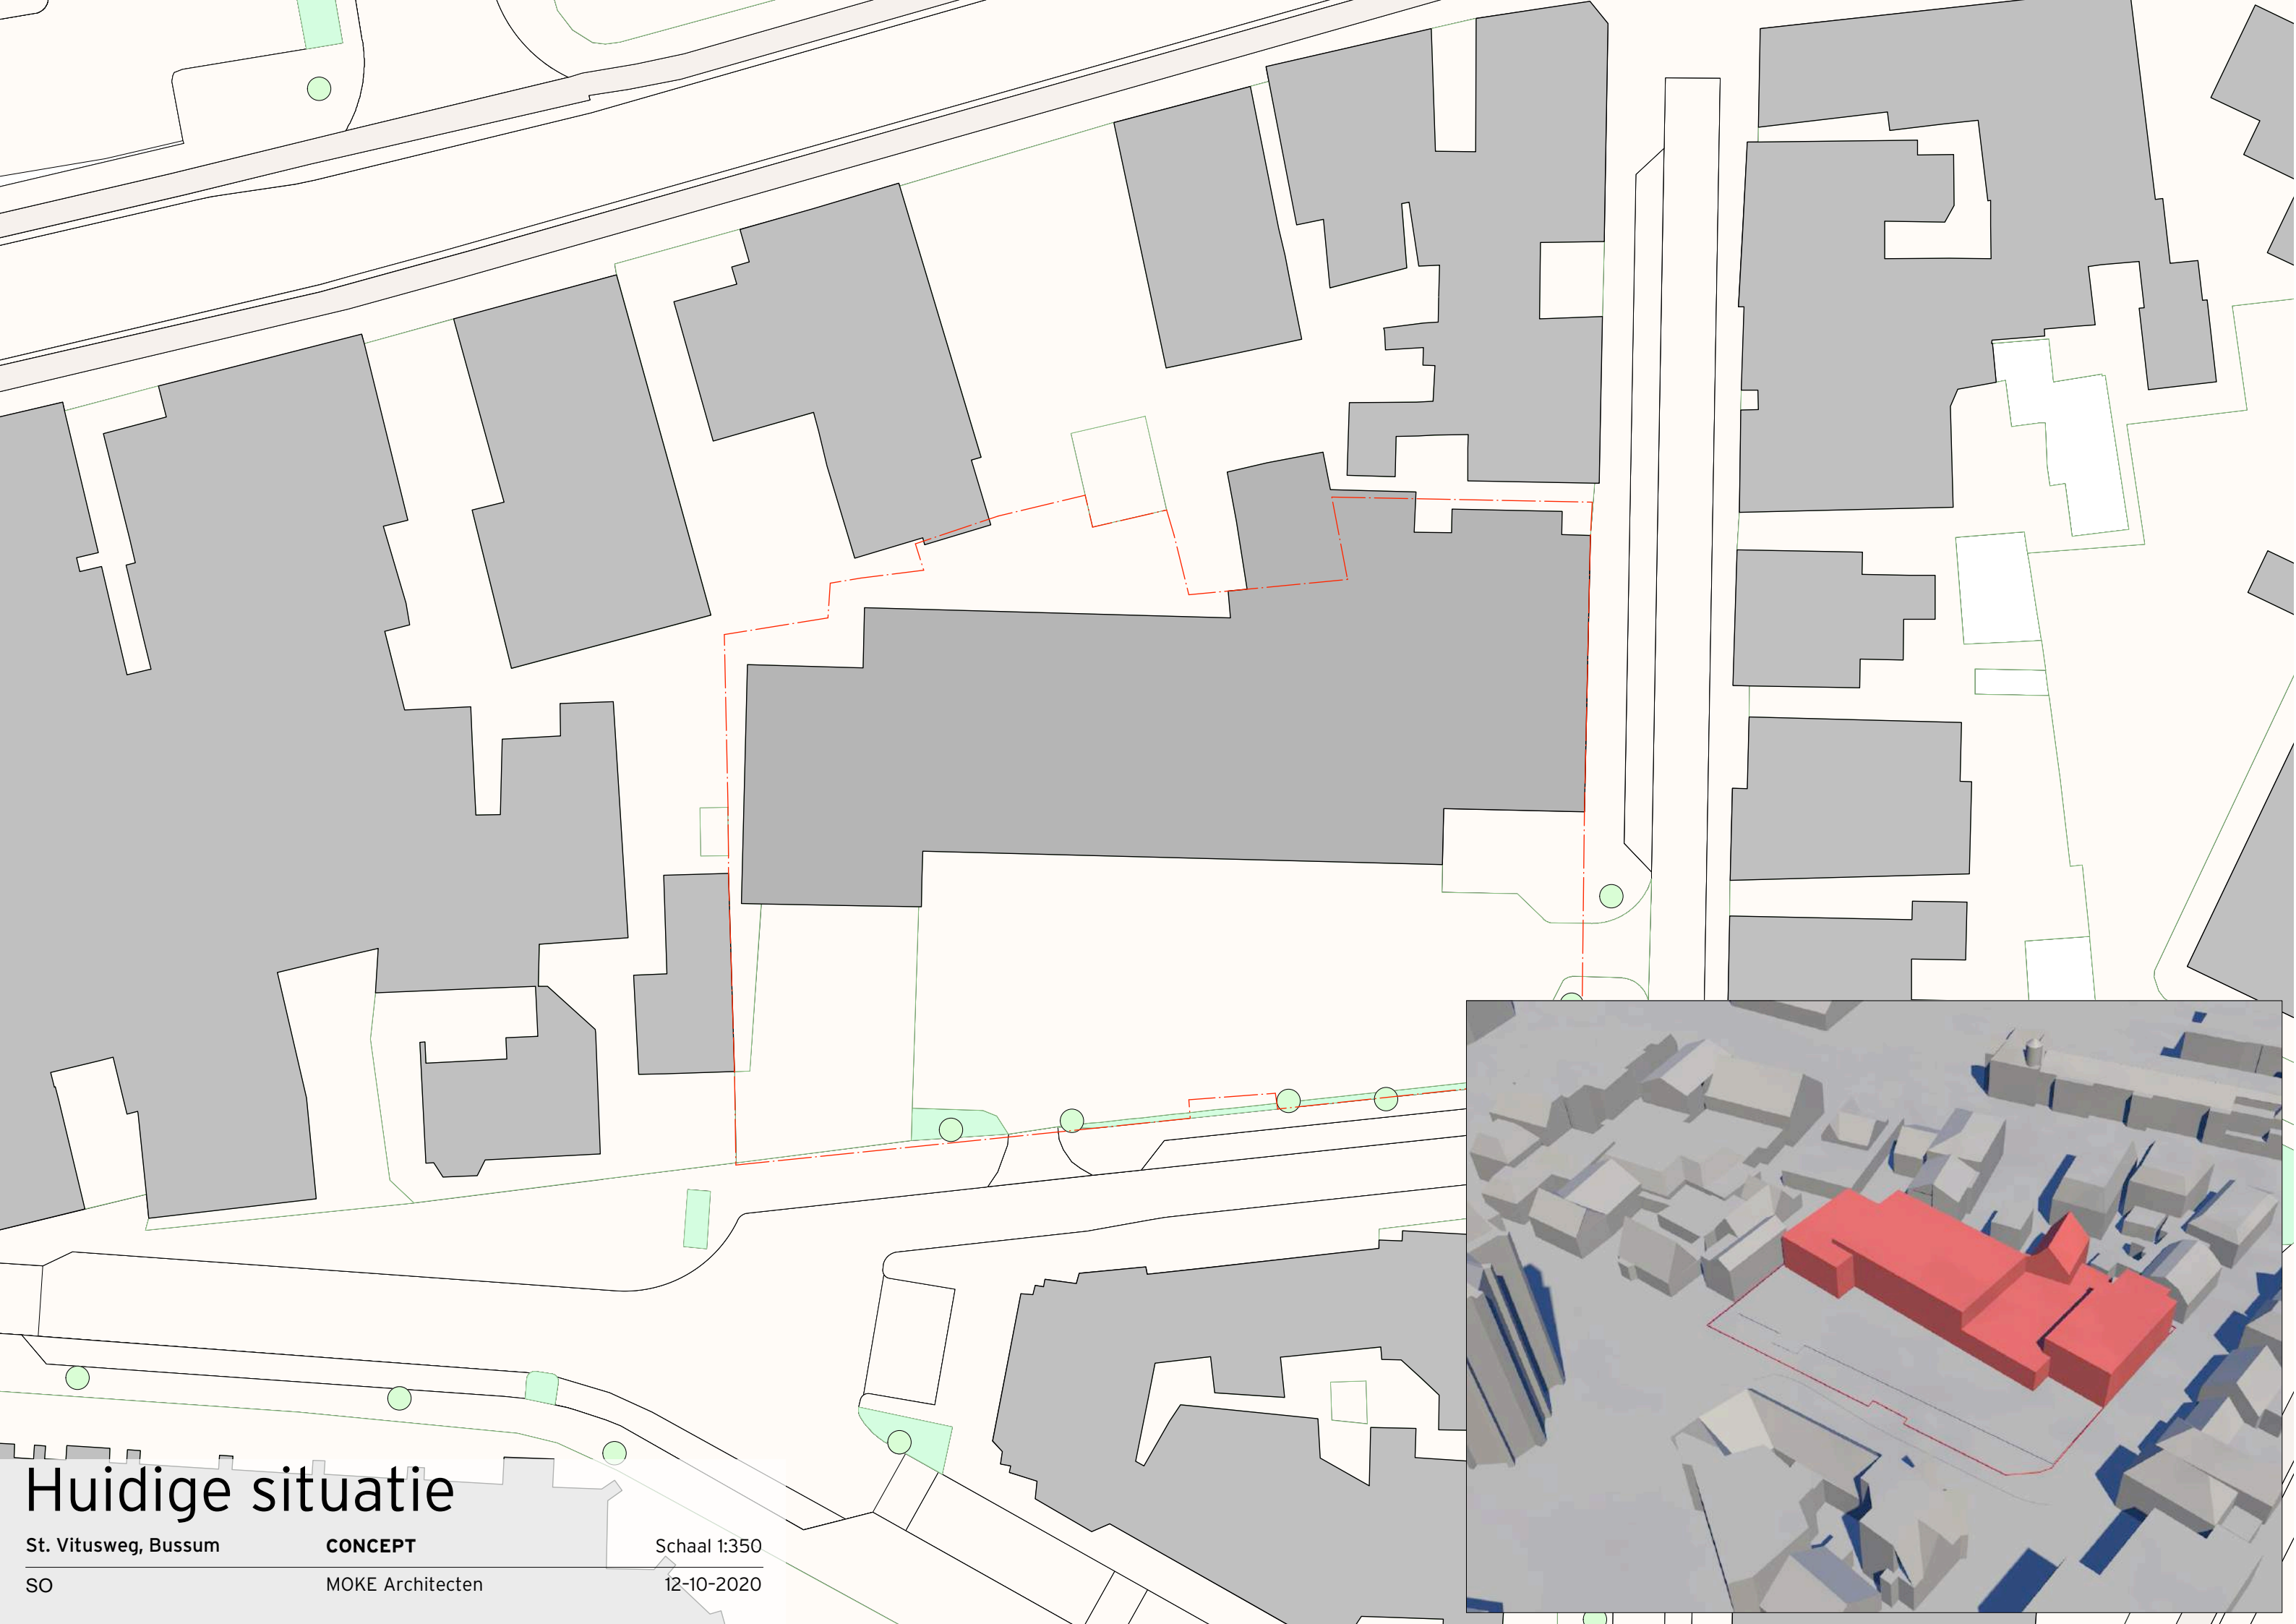 Huidige situatie
St. Vitusweg, Bussum CONCEPT Schaal 1:350
SO MOKE Architecten 12-10-2020